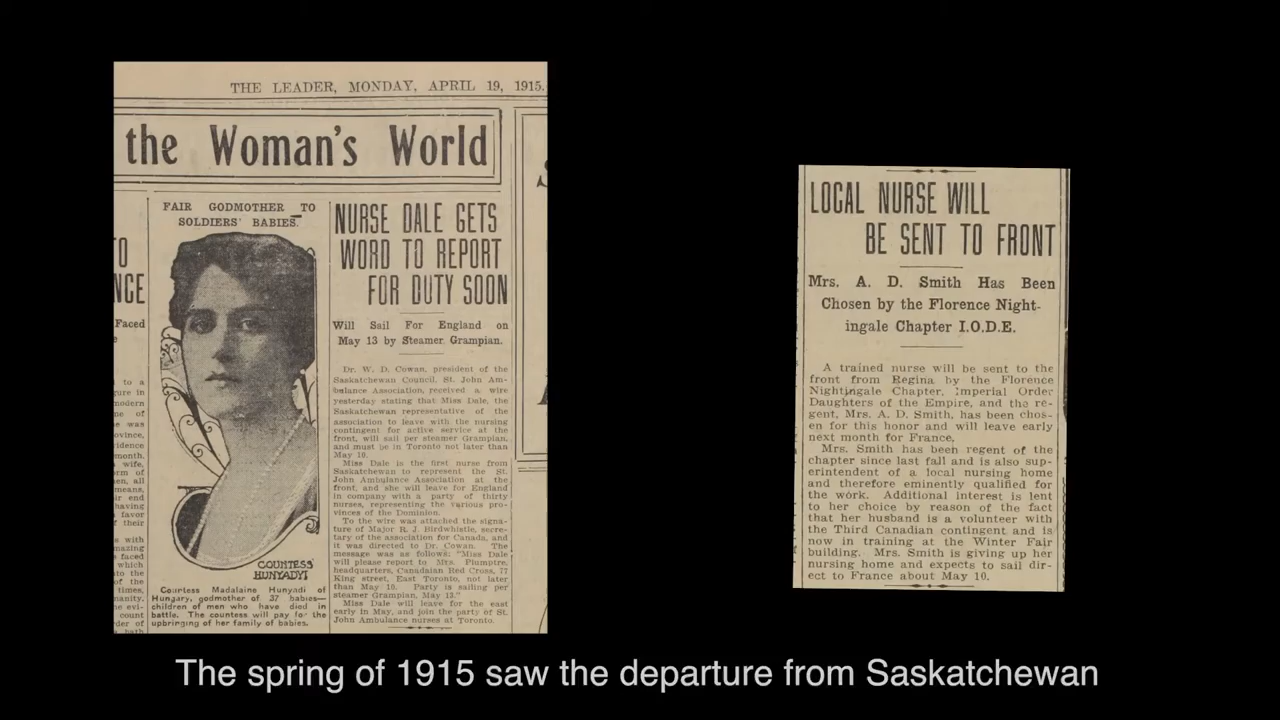 THE LEADER, MONDAY, APRIL 19, 1915.
the Woman's World
TO
NCE
Faced
FAIR GODMOTHER TO
SOLDIERS' BABIES.
COUNTESS
HUNYADYI
Countess Madalaine Hunyadi of
Hungary, godmother of 37 babies—
children of men who have died in
battle. The countess will pay for the
upbringing of her family of babies.
NURSE DALE GETS
WORD TO REPORT
FOR DUTY SOON
Will Sail For England on
May 13 by Steamer Grampian.
Dr. W. D. Cowan, president of the
Saskatchewan Council, St. John Am-
bulance Association, received a wire
yesterday stating that Miss Dale, the
Saskatchewan representative of the
association to leave with the nursing
contingent for active service at the
front, will sail per steamer Grampian,
and must be in Toronto not later than
May 10.
Miss Dale is the first nurse from
Saskatchewan to represent the St.
John Ambulance Association at the
front, and she will leave for England
in company with a party of thirty
nurses, representing the various pro-
vinces of the Dominion.
To the wire was attached the signa-
ture of Major R. J. Birdwhistle, secre-
tary of the association for Canada, and
it was directed to Dr. Cowan. The
message was as follows: "Miss Dale
will please report to Mrs. Plumptre,
headquarters, Canadaian Red Cross, 77
King street, East Toronto, not later
than May 10. Party is sailing per
steamer Grampian, May 13."
Miss Dale will leave for the east
early in May, and join the party of St.
John Ambulance nurses at Toronto.
LOCAL NURSE WILL
BE SENT TO FRONT
Mrs. A. D. Smith Has Been
Chosen by the Florence Night-
ingale Chapter I.O.D.E.
A trained nurse will be sent to the
front from Regina by the Florence
Nightingale Chapter, Imperial Order
Daughters of the Empire, and the re-
gent, Mrs. A. D. Smith, has been chos-
en for this honor and will leave early
next month for France.
Mrs. Smith has been regent of the
chapter since last fall and is also sup-
erintendent of a local nursing home
and therefore eminently qualified for
the work. Additional interest is lent
to her choice by reason of the fact
that her husband is a volunteer with
the Third Canadian contingent and is
now in training at the Winter Fair
building. Mrs. Smith is giving up her
nursing home and expects to sail dir-
ect to France about May 10.
The spring of 1915 saw the departure from Saskatchewan